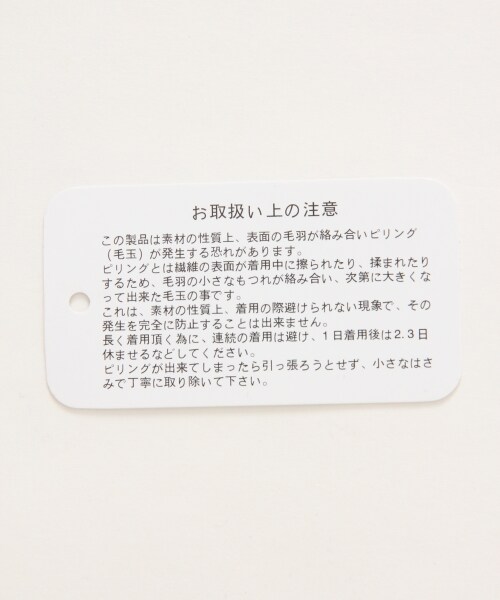 お取扱い上の注意
この製品は素材の性質上、表面の毛羽が絡み合いピリング
（毛玉）が発生する恐れがあります。
ピリングとは繊維の表面が着用中に擦られたり、揉まれたり
するため、毛羽の小さなもつれが絡み合い、次第に大きくな
って出来た毛玉の事です。
これは、素材の性質上、着用の際避けられない現象で、その
発生を完全に防止することは出来ません。
長く着用頂く為に、連続の着用は避け、1日着用後は2.3日
休ませるなどしてください。
ピリングが出来てしまったら引っ張ろうとせず、小さなはさ
みで丁寧に取り除いて下さい。